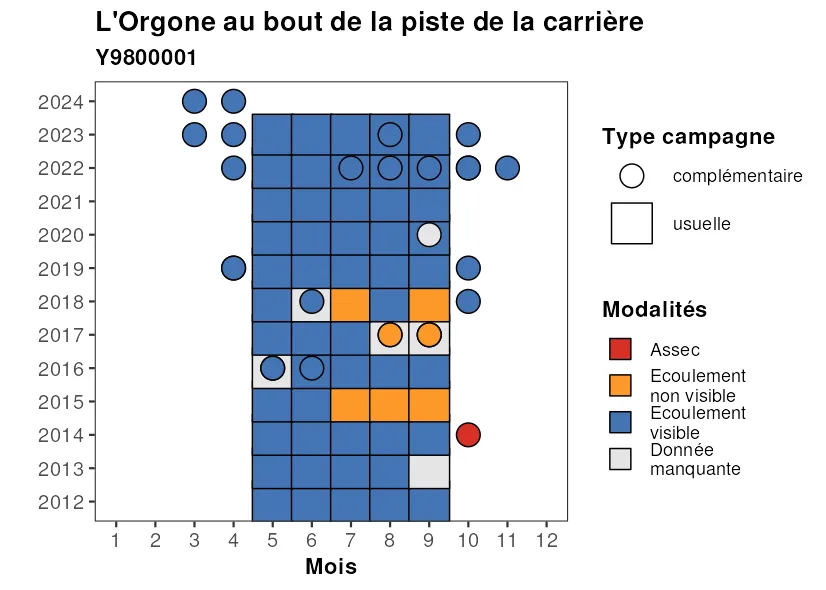 L'Orgone au bout de la piste de la carrière
Y9800001
2024
2023
2022
2021
2020
2019
2018
2017
2016
2015
2014
2013
2012
1 2 3 4 5 6 7 8 9 10 11 12
Mois
Type campagne
complémentaire
usuelle
Modalités
Assec
Ecoulement
non visible
Ecoulement
visible
Donnée
manquante